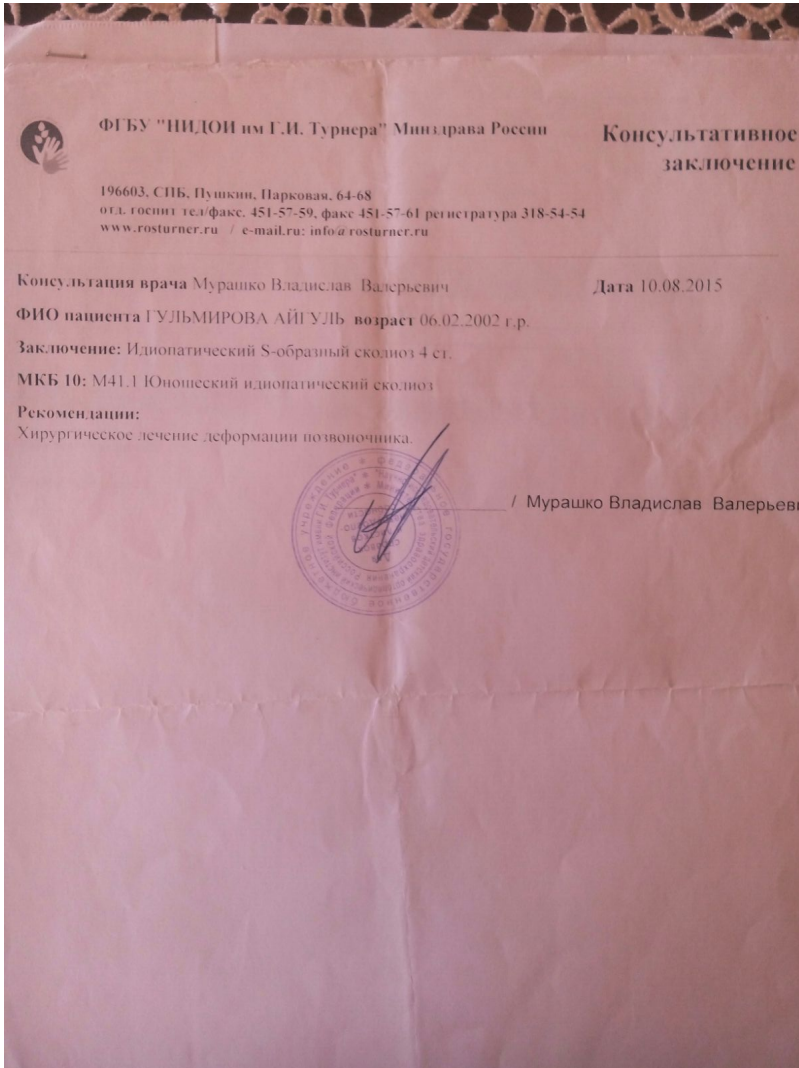 ФГБУ "НИДОИ им Г.И. Турнера" Минздрава России
Консультативное
заключение
196603, СПБ, Пушкин, Парковая, 64-68
отд. госпит тел/факс. 451-57-59, факс 451-57-61 регистратура 318-54-54
www.rosturner.ru / e-mail.ru: info@rosturner.ru
Консультация врача Мурашко Владислав Валерьевич Дата 10.08.2015
ФИО пациента ГУЛЬМИРОВА АЙГУЛЬ возраст 06.02.2002 г.р.
Заключение: Идиопатический S-образный сколиоз 4 ст.
МКБ 10: М41.1 Юношеский идиопатический сколиоз
Рекомендации:
Хирургическое лечение деформации позвоночника.
/ Мурашко Владислав Валерьеви